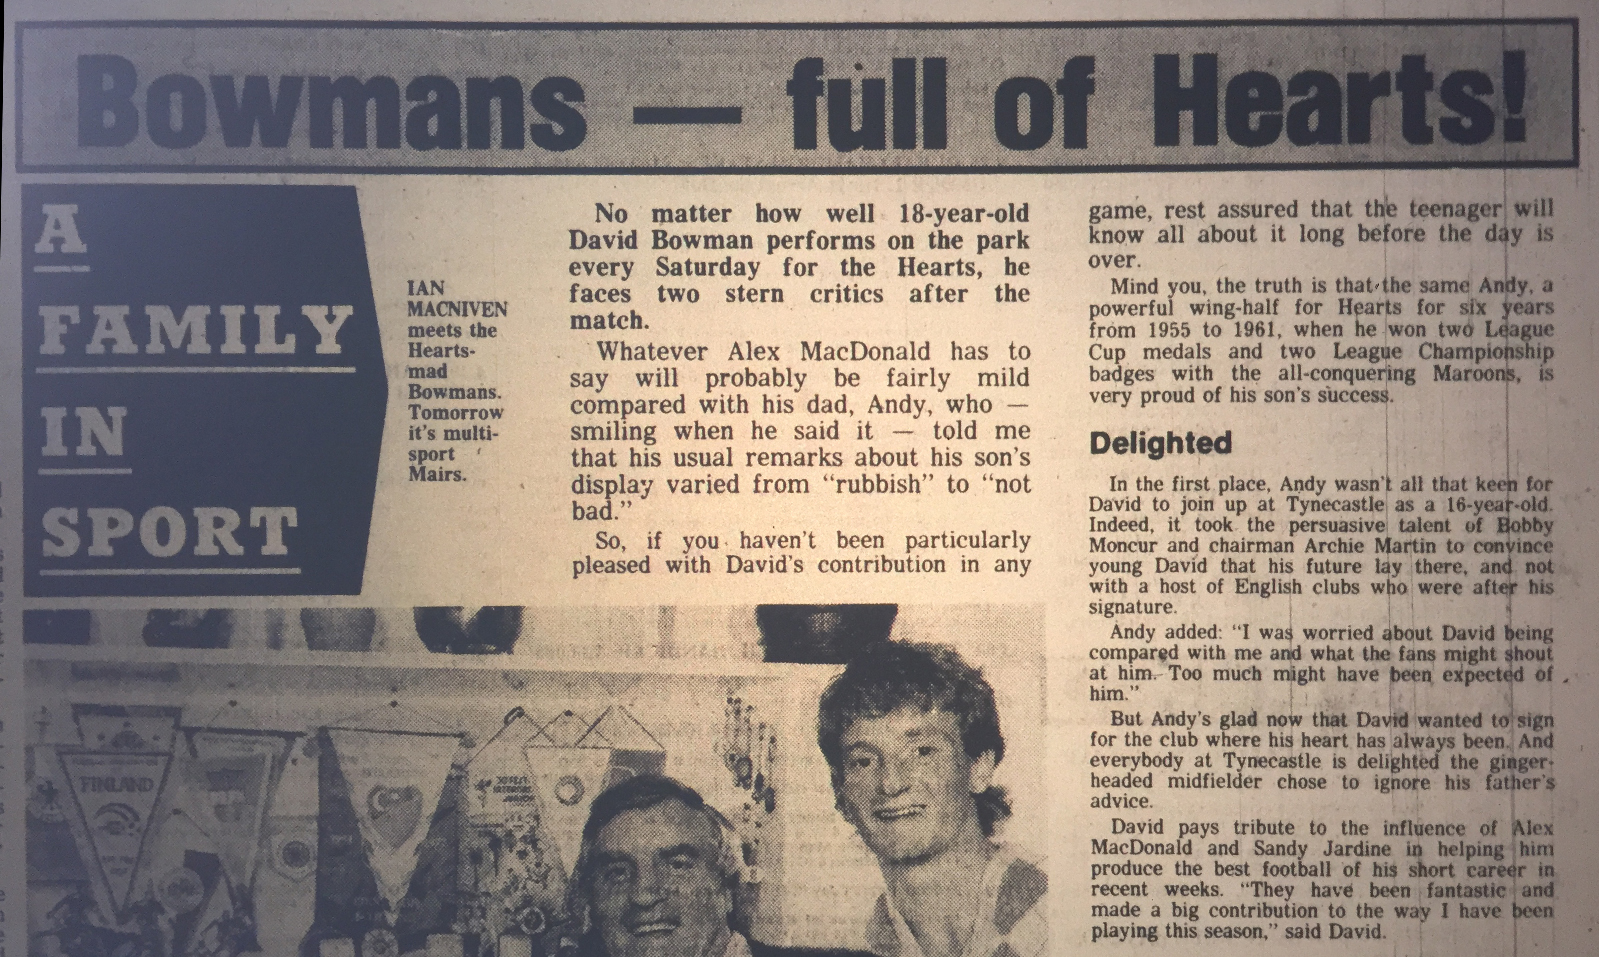 Bowmans — full of Hearts!
A
FAMILY
IN
SPORT
IAN
MACNIVEN
meets the
Hearts-
mad
Bowmans.
Tomorrow
it's multi-
sport
Mairs.
No matter how well 18-year-old
David Bowman performs on the park
every Saturday for the Hearts, he
faces two stern critics after the
match.
Whatever Alex MacDonald has to
say will probably be fairly mild
compared with his dad, Andy, who —
smiling when he said it — told me
that his usual remarks about his son's
display varied from “rubbish” to “not
bad.”
So, if you haven't been particularly
pleased with David's contribution in any
game, rest assured that the teenager will
know all about it long before the day is
over.
Mind you, the truth is that the same Andy, a
powerful wing-half for Hearts for six years
from 1955 to 1961, when he won two League
Cup medals and two League Championship
badges with the all-conquering Maroons, is
very proud of his son's success.
Delighted
In the first place, Andy wasn't all that keen for
David to join up at Tynecastle as a 16-year-old.
Indeed, it took the persuasive talent of Bobby
Moncur and chairman Archie Martin to convince
young David that his future lay there, and not
with a host of English clubs who were after his
signature.
Andy added: “I was worried about David being
compared with me and what the fans might shout
at him. Too much might have been expected of
him.”
But Andy's glad now that David wanted to sign
for the club where his heart has always been. And
everybody at Tynecastle is delighted the ginger-
headed midfielder chose to ignore his father's
advice.
David pays tribute to the influence of Alex
MacDonald and Sandy Jardine in helping him
produce the best football of his short career in
recent weeks. “They have been fantastic and
made a big contribution to the way I have been
playing this season,” said David.
FINLAND